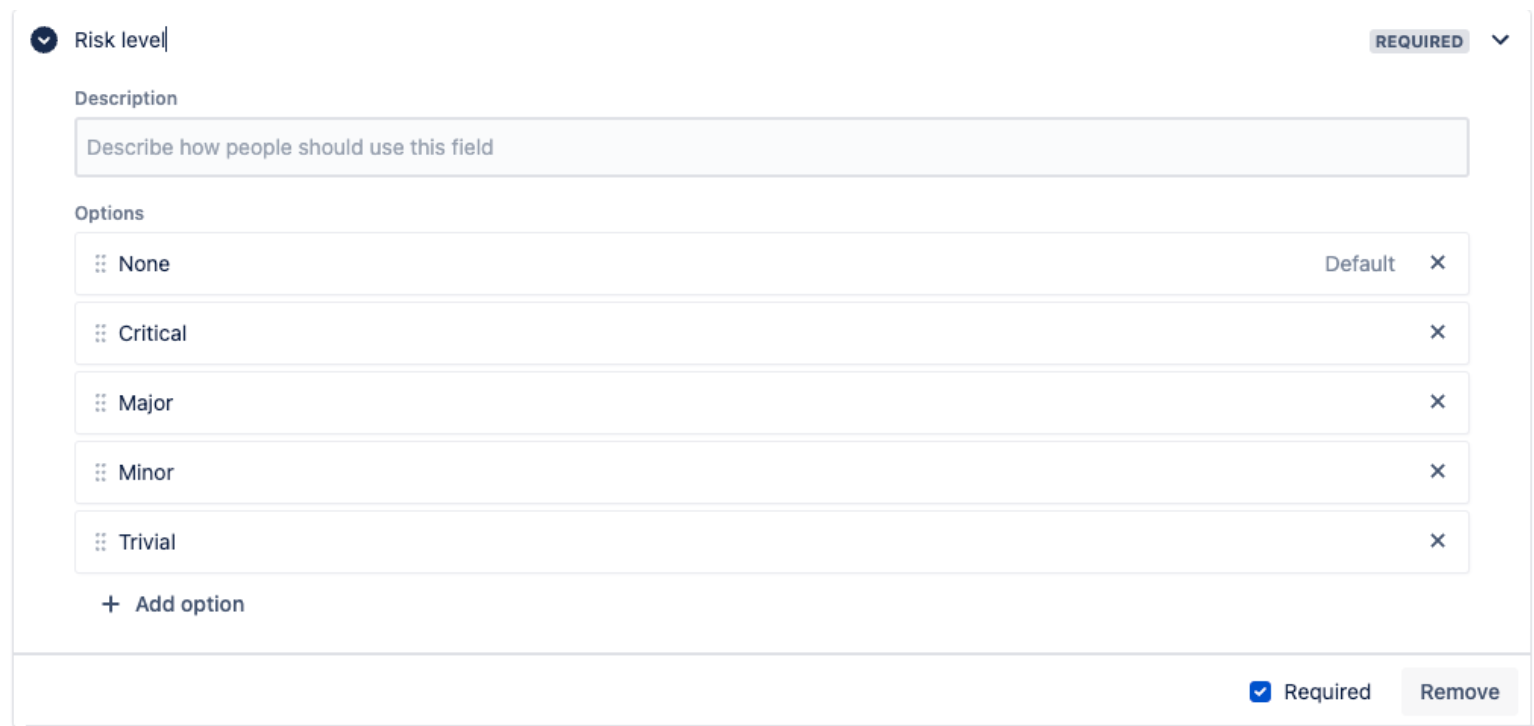 Risk level REQUIRED
Description
Describe how people should use this field
Options
None Default
Critical
Major
Minor
Trivial
+ Add option
Required Remove